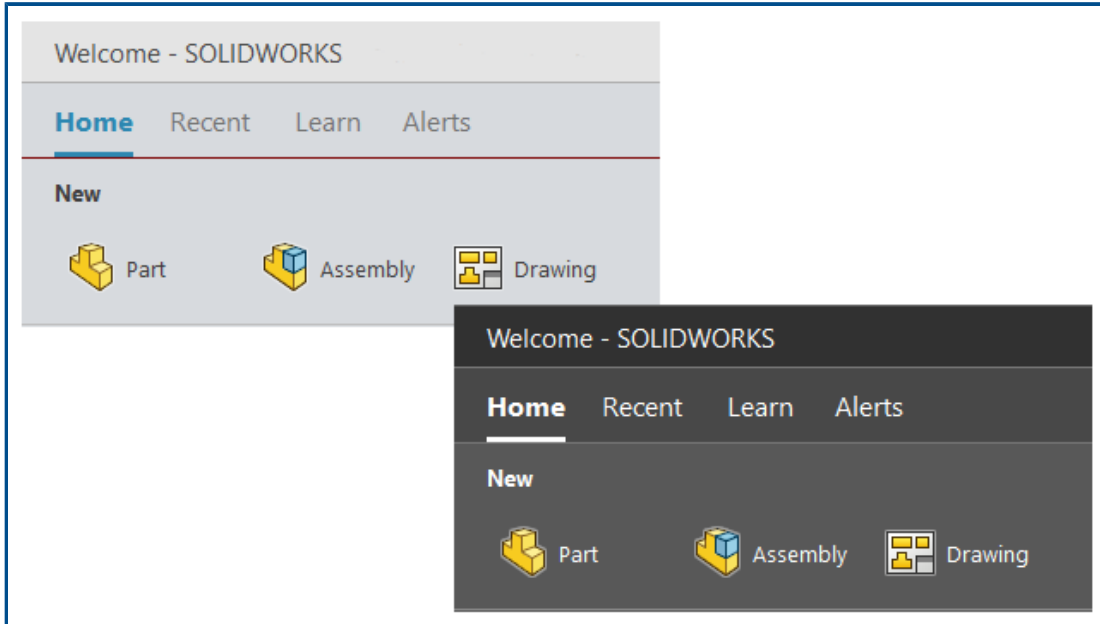 Welcome - SOLIDWORKS
Home Recent Learn Alerts
New
Part Assembly Drawing
Welcome - SOLIDWORKS
Home Recent Learn Alerts
New
Part Assembly Drawing